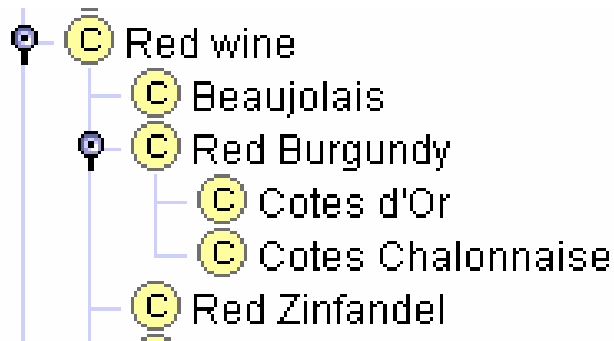 C Red wine
C Beaujolais
C Red Burgundy
C Cotes d'Or
C Cotes Chalonnaise
C Red Zinfandel